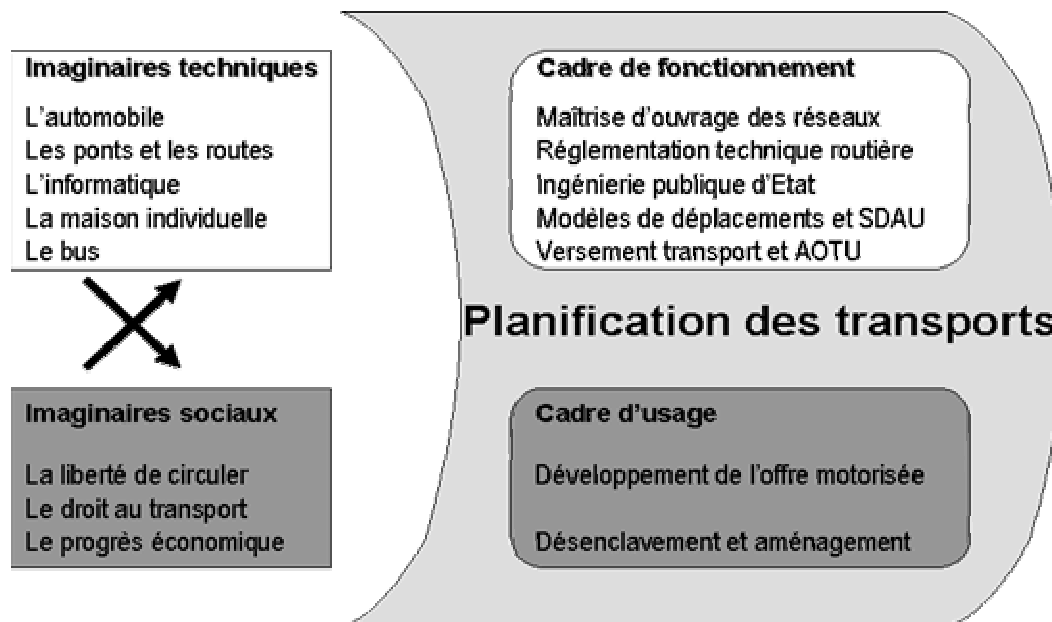 Imaginaires techniques
L'automobile
Les ponts et les routes
L'informatique
La maison individuelle
Le bus
Cadre de fonctionnement
Maîtrise d'ouvrage des réseaux
Réglementation technique routière
Ingénierie publique d'Etat
Modèles de déplacements et SDAU
Versement transport et AOTU
Planification des transports
Imaginaires sociaux
La liberté de circuler
Le droit au transport
Le progrès économique
Cadre d'usage
Développement de l'offre motorisée
Désenclavement et aménagement